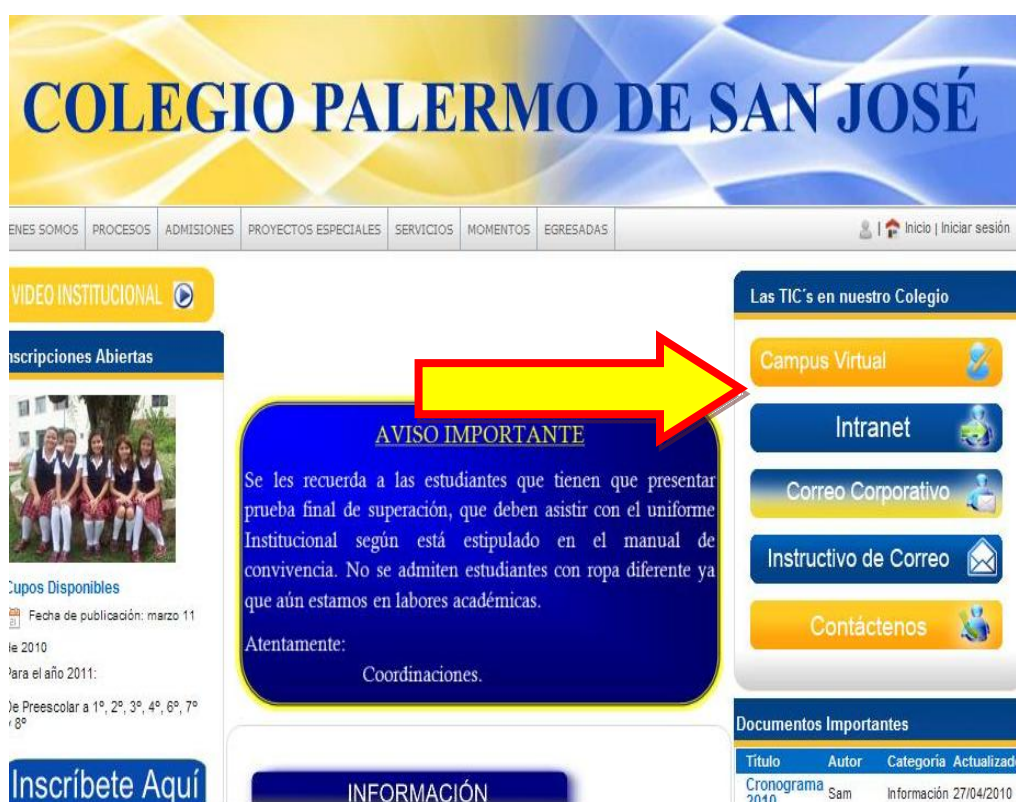 COLEGIO PALERMO DE SAN JOSÉ
ENES SOMOS PROCESOS ADMISIONES PROYECTOS ESPECIALES SERVICIOS MOMENTOS EGRESADAS
| Inicio | Iniciar sesión
VIDEO INSTITUCIONAL
nscripciones Abiertas
Cupos Disponibles
Fecha de publicación: marzo 11
de 2010
Para el año 2011:
De Preescolar a 1º, 2º, 3º, 4º, 6º, 7º
y 8º
Inscríbete Aquí
AVISO IMPORTANTE
Se les recuerda a las estudiantes que tienen que presentar
prueba final de superación, que deben asistir con el uniforme
Institucional según está estipulado en el manual de
convivencia. No se admiten estudiantes con ropa diferente ya
que aún estamos en labores académicas.
Atentamente:
Coordinaciones.
INFORMACIÓN
Las TIC´s en nuestro Colegio
Campus Virtual
Intranet
Correo Corporativo
Instructivo de Correo
Contáctenos
Documentos Importantes
Título Autor Categoría Actualizado
Cronograma
2010 Sam Información 27/04/2010